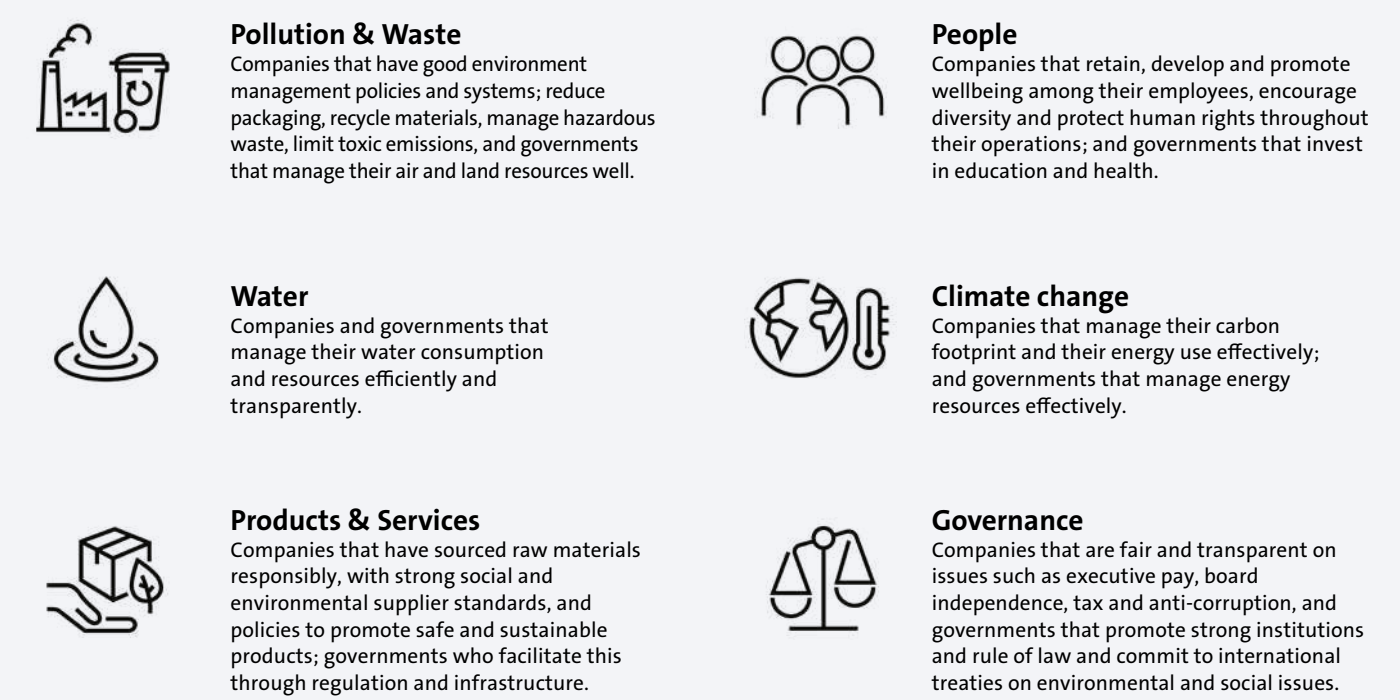 Pollution & Waste
Companies that have good environment
management policies and systems; reduce
packaging, recycle materials, manage hazardous
waste, limit toxic emissions, and governments
that manage their air and land resources well.
People
Companies that retain, develop and promote
wellbeing among their employees, encourage
diversity and protect human rights throughout
their operations; and governments that invest
in education and health.
Water
Companies and governments that
manage their water consumption
and resources efficiently and
transparently.
Climate change
Companies that manage their carbon
footprint and their energy use effectively;
and governments that manage energy
resources effectively.
Products & Services
Companies that have sourced raw materials
responsibly, with strong social and
environmental supplier standards, and
policies to promote safe and sustainable
products; governments who facilitate this
through regulation and infrastructure.
Governance
Companies that are fair and transparent on
issues such as executive pay, board
independence, tax and anti-corruption, and
governments that promote strong institutions
and rule of law and commit to international
treaties on environmental and social issues.